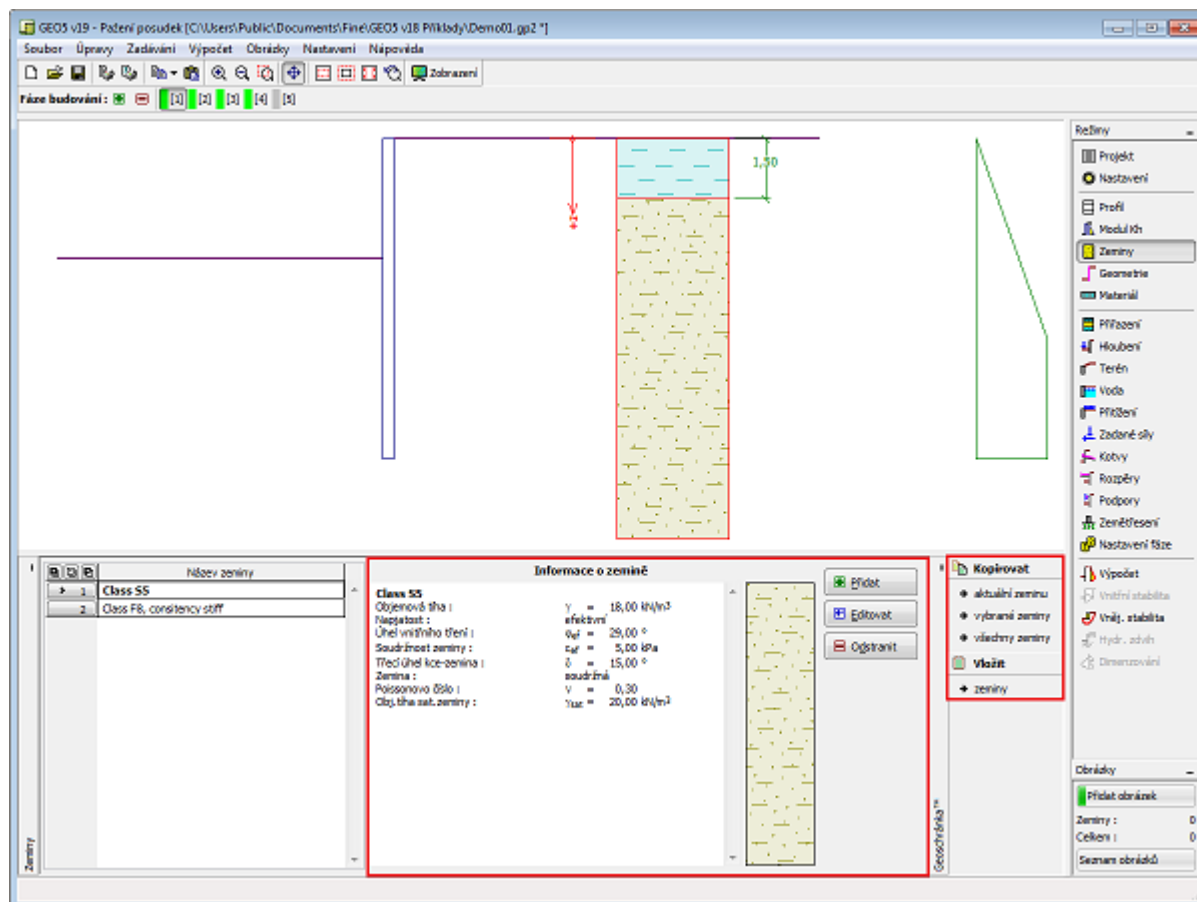 GEO5 v19 - Pažení posudek [C:\Users\Public\Documents\Fine\GEO5 v18 Příklady\Demo01.gp2 *]
Soubor Úpravy Zadávání Výpočet Obrázky Nastavení Nápověda
Zobrazení
Fáze budování : [1] [2] [3] [4] [5]
1,50
+z
Režimy
Projekt
Nastavení
Profil
Modul Kh
Zeminy
Geometrie
Materiál
Přiřazení
Hloubení
Terén
Voda
Přitížení
Zadané síly
Kotvy
Rozpěry
Podpory
Zemětřesení
Nastavení fáze
Výpočet
Vnitřní stabilita
Vněj. stabilita
Hydr. zdvih
Dimenzování
Zeminy
Název zeminy
1 Class S5
2 Class F8, consitency stiff
Informace o zemině
Class S5
Objemová tíha : γ = 18,00 kN/m³
Napjatost : efektivní
Úhel vnitřního tření : φef = 29,00 °
Soudržnost zeminy : cef = 5,00 kPa
Třecí úhel kce-zemina : δ = 15,00 °
Zemina : soudržná
Poissonovo číslo : ν = 0,30
Obj.tíha sat.zeminy : γsat = 20,00 kN/m³
Přidat
Editovat
Odstranit
Geoschránka™
Kopírovat
aktuální zeminu
vybrané zeminy
všechny zeminy
Vložit
zeminy
Obrázky
Přidat obrázek
Zeminy : 0
Celkem : 0
Seznam obrázků